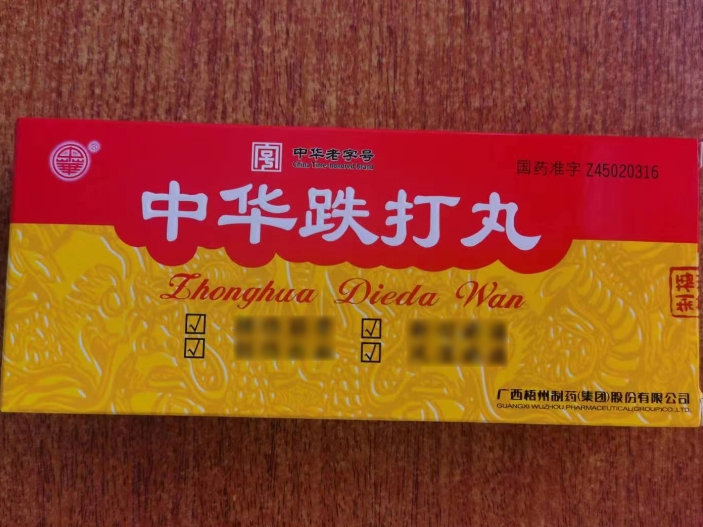 中华老字号
China Time-honored Brand
国药准字 Z45020316
中华跌打丸
Zhonghua Dieda Wan
广西梧州制药(集团)股份有限公司
GUANGXI WUZHOU PHARMACEUTICAL(GROUP)CO.,LTD.